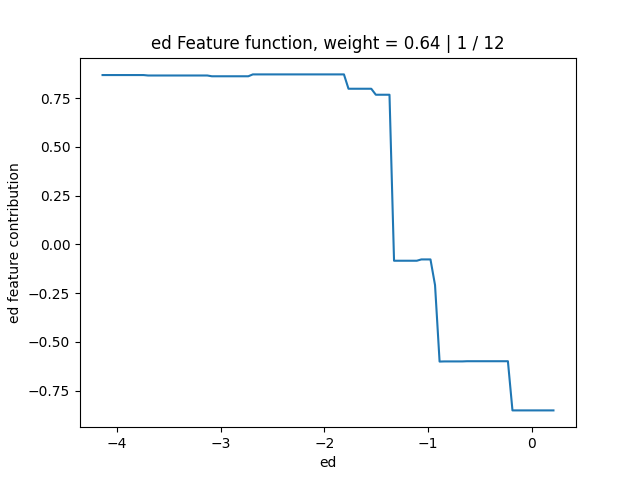 ed Feature function, weight = 0.64 | 1 / 12
ed feature contribution
0.75
0.50
0.25
0.00
−0.25
−0.50
−0.75
−4 −3 −2 −1 0
ed